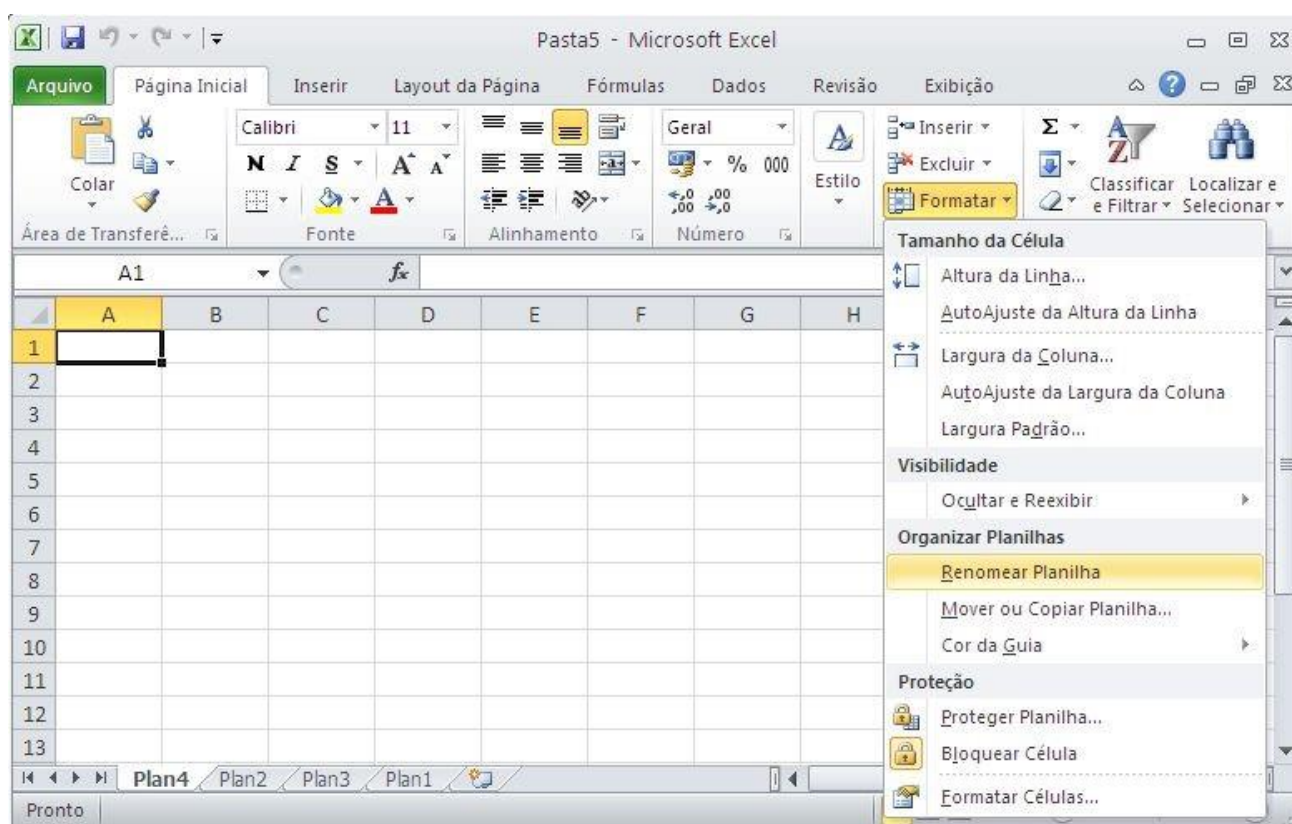 Pasta5 - Microsoft Excel
Arquivo Página Inicial Inserir Layout da Página Fórmulas Dados Revisão Exibição
Colar
Área de Transferê...
Calibri 11
N I S A A
A
Fonte
Alinhamento
Geral
% 000
,0 ,00
,00 ,0
Número
A
Estilo
Inserir
Excluir
Formatar
Σ
A
Z
Classificar e Filtrar
Localizar e Selecionar
A1 fx
A B C D E F G H
1
2
3
4
5
6
7
8
9
10
11
12
13
Tamanho da Célula
Altura da Linha...
AutoAjuste da Altura da Linha
Largura da Coluna...
AutoAjuste da Largura da Coluna
Largura Padrão...
Visibilidade
Ocultar e Reexibir
Organizar Planilhas
Renomear Planilha
Mover ou Copiar Planilha...
Cor da Guia
Proteção
Proteger Planilha...
Bloquear Célula
Formatar Células...
Plan4 Plan2 Plan3 Plan1
Pronto